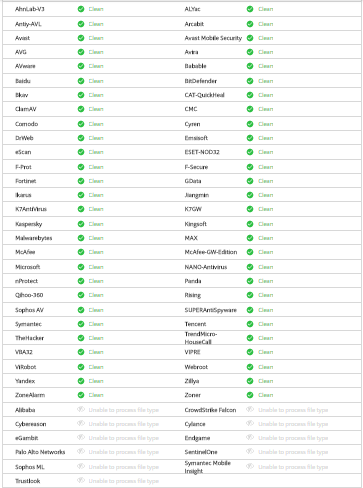 AhnLab-V3 Clean ALYac Clean
Antiy-AVL Clean Arcabit Clean
Avast Clean Avast Mobile Security Clean
AVG Clean Avira Clean
AVware Clean Babable Clean
Baidu Clean BitDefender Clean
Bkav Clean CAT-QuickHeal Clean
ClamAV Clean CMC Clean
Comodo Clean Cyren Clean
DrWeb Clean Emsisoft Clean
eScan Clean ESET-NOD32 Clean
F-Prot Clean F-Secure Clean
Fortinet Clean GData Clean
Ikarus Clean Jiangmin Clean
K7AntiVirus Clean K7GW Clean
Kaspersky Clean Kingsoft Clean
Malwarebytes Clean MAX Clean
McAfee Clean McAfee-GW-Edition Clean
Microsoft Clean NANO-Antivirus Clean
nProtect Clean Panda Clean
Qihoo-360 Clean Rising Clean
Sophos AV Clean SUPERAntiSpyware Clean
Symantec Clean Tencent Clean
TheHacker Clean TrendMicro-
HouseCall Clean
VBA32 Clean VIPRE Clean
ViRobot Clean Webroot Clean
Yandex Clean Zillya Clean
ZoneAlarm Clean Zoner Clean
Alibaba Unable to process file type CrowdStrike Falcon Unable to process file type
Cybereason Unable to process file type Cylance Unable to process file type
eGambit Unable to process file type Endgame Unable to process file type
Palo Alto Networks Unable to process file type SentinelOne Unable to process file type
Sophos ML Unable to process file type Symantec Mobile
Insight Unable to process file type
Trustlook Unable to process file type